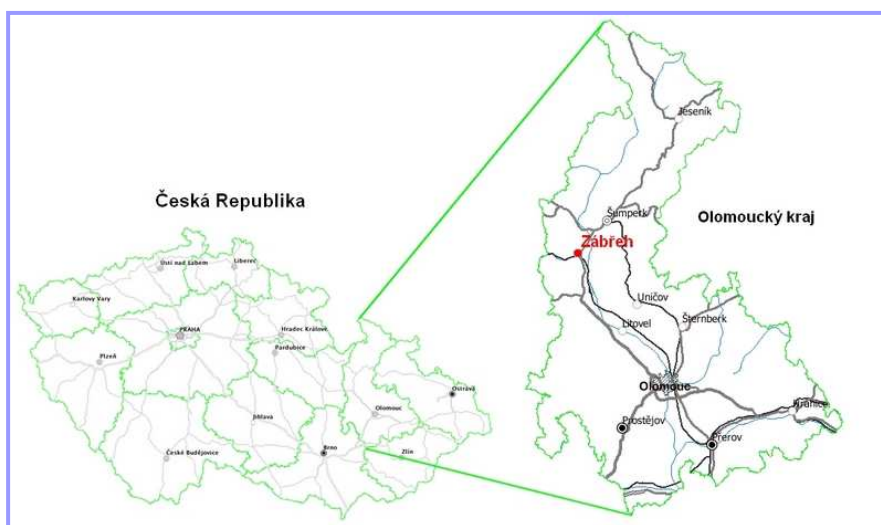 Česká Republika
Ústí nad Labem
Liberec
Karlovy Vary
PRAHA
Hradec Králové
Pardubice
Plzeň
Ostrava
Olomouc
Jihlava
Brno
Zlín
České Budějovice
Olomoucký kraj
Jeseník
Šumperk
Zábřeh
Uničov
Litovel
Šternberk
Olomouc
Hranice
Prostějov
Přerov